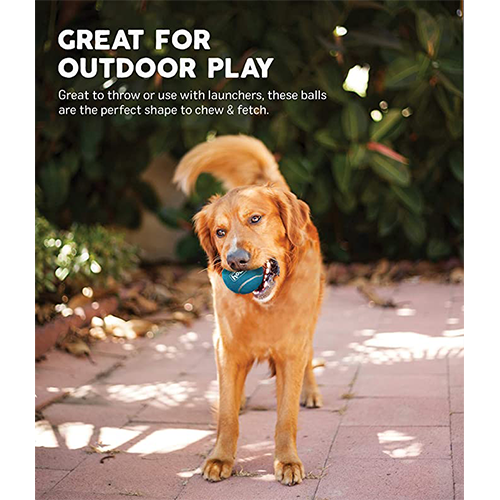 GREAT FOR
OUTDOOR PLAY
Great to throw or use with launchers, these balls
are the perfect shape to chew & fetch.